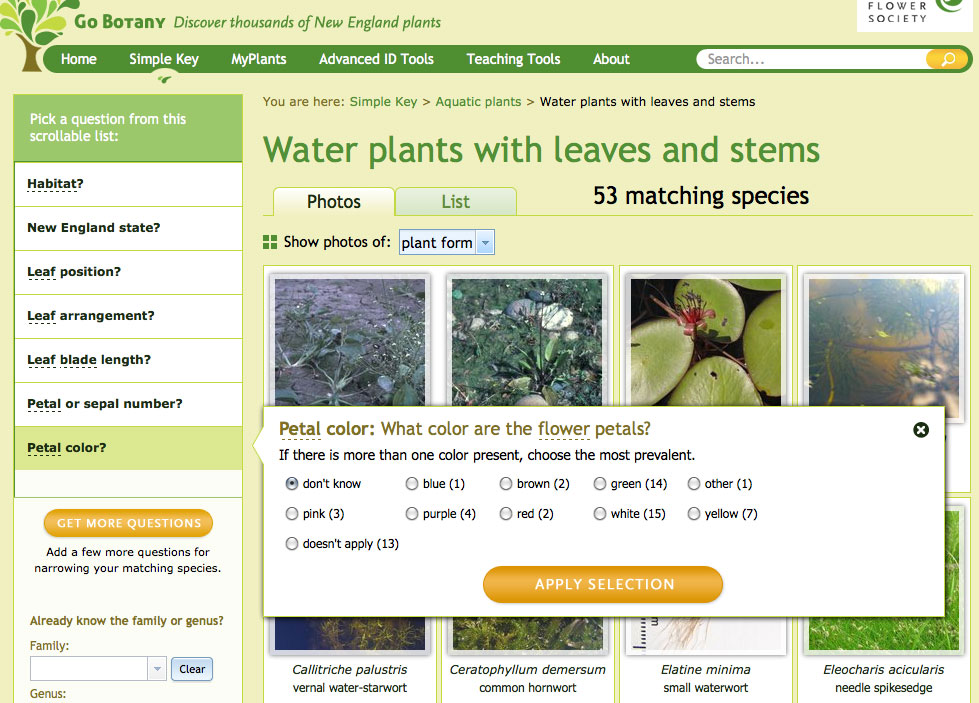 Go Botany Discover thousands of New England plants
FLOWER
SOCIETY
Home Simple Key MyPlants Advanced ID Tools Teaching Tools About Search...
Pick a question from this
scrollable list:
Habitat?
New England state?
Leaf position?
Leaf arrangement?
Leaf blade length?
Petal or sepal number?
Petal color?
GET MORE QUESTIONS
Add a few more questions for
narrowing your matching species.
Already know the family or genus?
Family:
Clear
Genus:
You are here: Simple Key > Aquatic plants > Water plants with leaves and stems
Water plants with leaves and stems
Photos List 53 matching species
Show photos of: plant form
Petal color: What color are the flower petals?
If there is more than one color present, choose the most prevalent.
don't know blue (1) brown (2) green (14) other (1)
pink (3) purple (4) red (2) white (15) yellow (7)
doesn't apply (13)
APPLY SELECTION
Callitriche palustris Ceratophyllum demersum Elatine minima Eleocharis acicularis
vernal water-starwort common hornwort small waterwort needle spikesedge